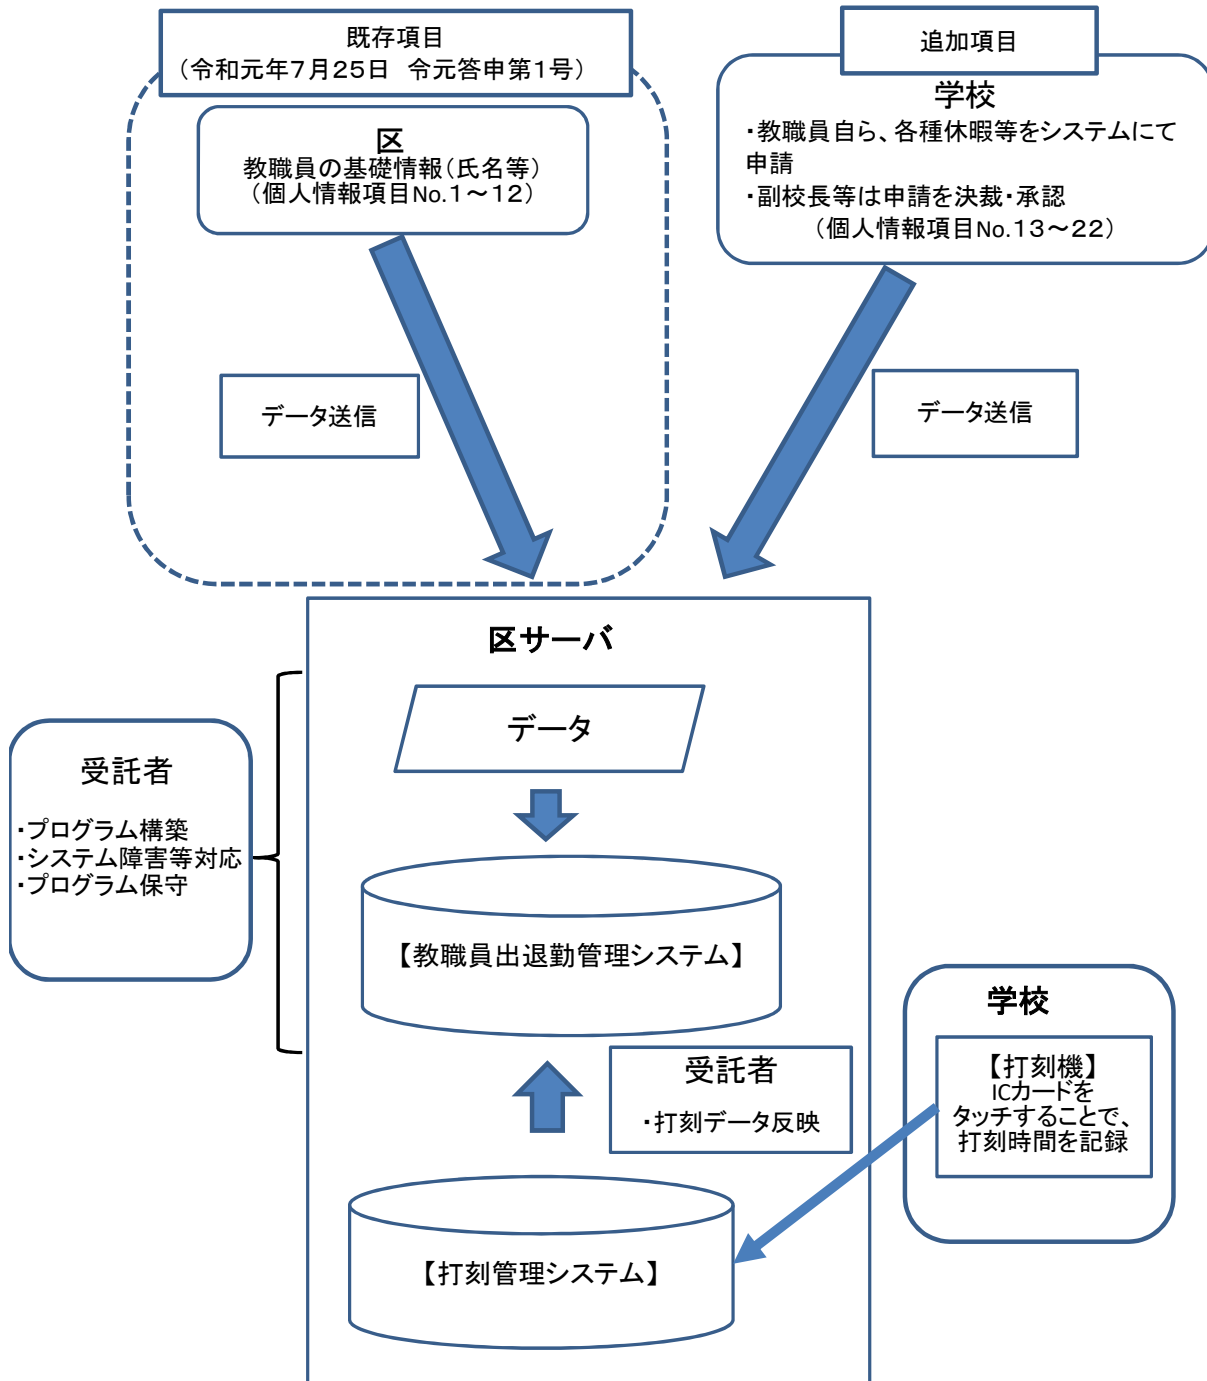 既存項目
（令和元年7月25日　令元答申第1号）
区
教職員の基礎情報（氏名等）
（個人情報項目No.1～12）
データ送信
追加項目
学校
・教職員自ら、各種休暇等をシステムにて
申請
・副校長等は申請を決裁・承認
（個人情報項目No.13～22）
データ送信
区サーバ
データ
受託者
・プログラム構築
・システム障害等対応
・プログラム保守
【教職員出退勤管理システム】
受託者
・打刻データ反映
学校
【打刻機】
ICカードを
タッチすることで、
打刻時間を記録
【打刻管理システム】